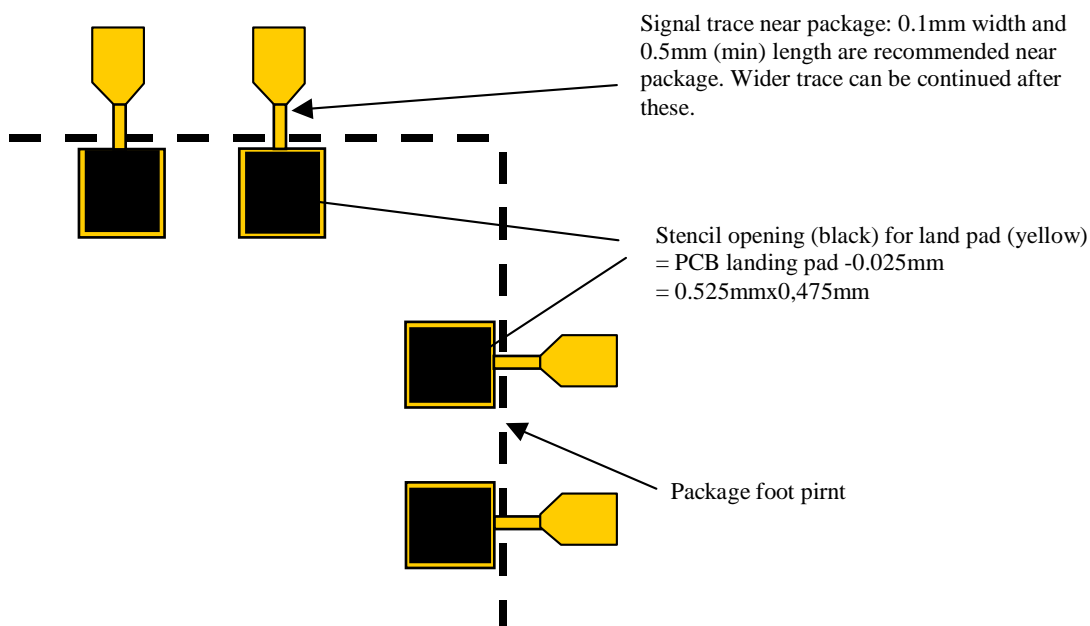 Signal trace near package: 0.1mm width and
0.5mm (min) length are recommended near
package. Wider trace can be continued after
these.
Stencil opening (black) for land pad (yellow)
= PCB landing pad -0.025mm
= 0.525mmx0,475mm
Package foot pirnt